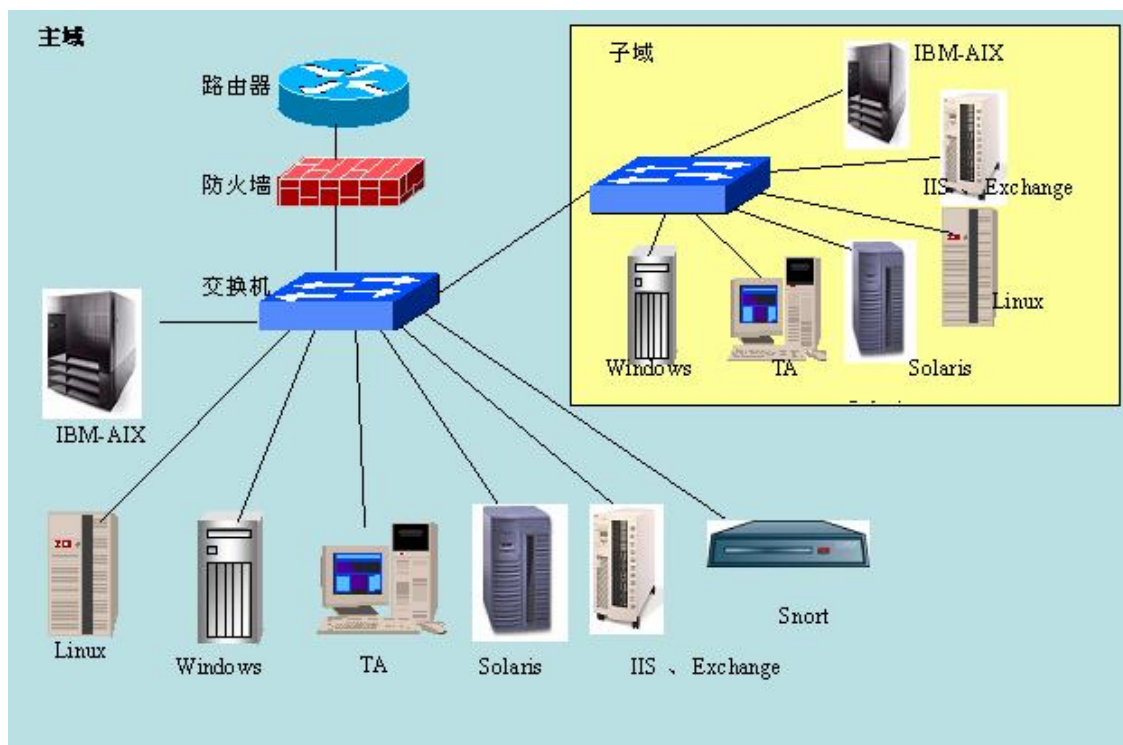 主域
路由器
防火墙
交换机
IBM-AIX
Linux
Windows
TA
Solaris
IIS 、 Exchange
Snort
子域
IBM-AIX
IIS Exchange
Linux
Windows
TA
Solaris